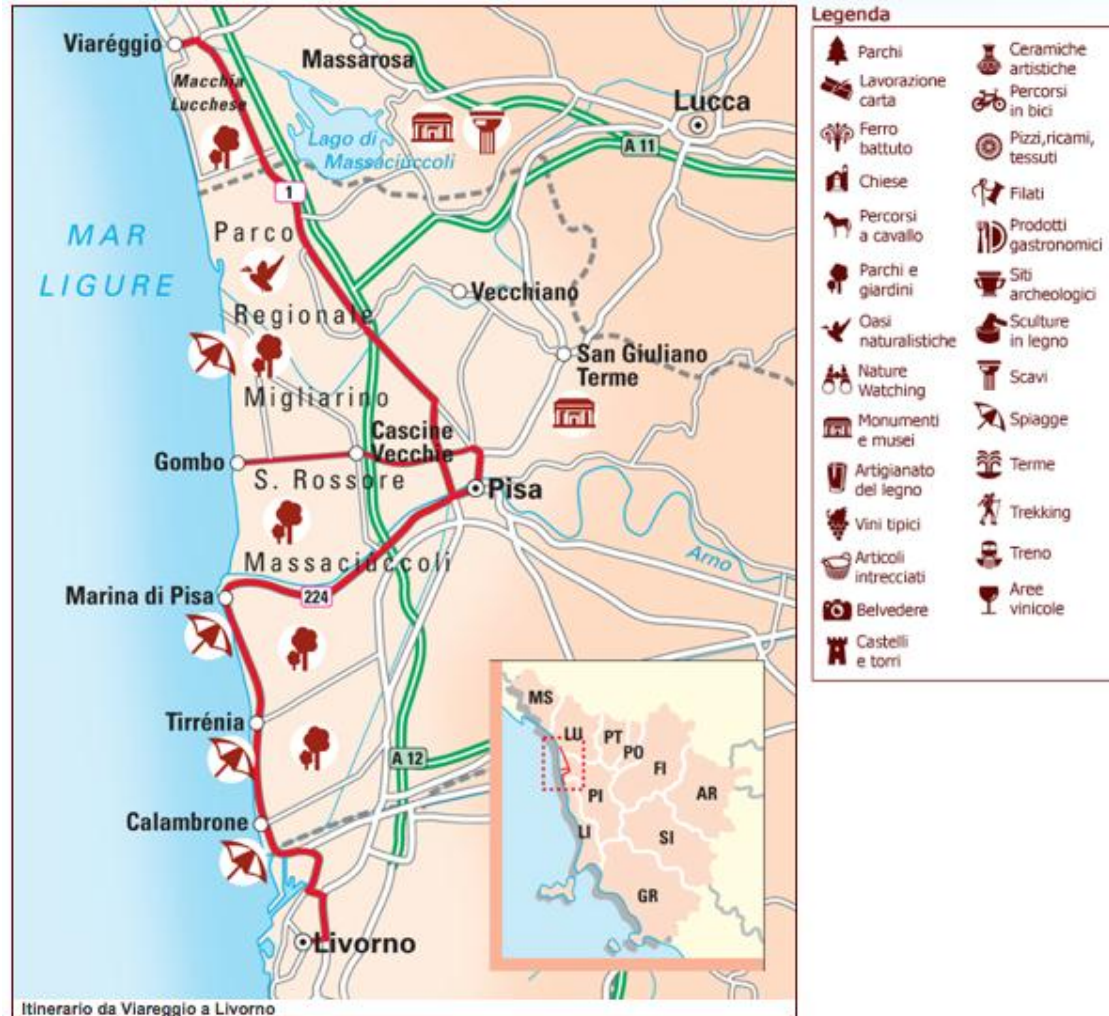 Viaréggio
Massarosa
Macchia
Lucchese
Lago di
Massaciùccoli
Lucca
A 11
1
MAR
LIGURE
Parco
Regionale
Vecchiano
San Giuliano
Terme
Migliarino
Cascine
Vecchie
Gombo
S. Rossore
Pisa
Massaciùccoli
Arno
Marina di Pisa
224
Tirrénia
A 12
Calambrone
Livorno
MS
LU
PT
PO
FI
PI
AR
LI
SI
GR
Itinerario da Viareggio a Livorno
Legenda
Parchi
Lavorazione
carta
Ferro
battuto
Chiese
Percorsi
a cavallo
Parchi e
giardini
Oasi
naturalistiche
Nature
Watching
Monumenti
e musei
Artigianato
del legno
Vini tipici
Articoli
intrecciati
Belvedere
Castelli
e torri
Ceramiche
artistiche
Percorsi
in bici
Pizzi,ricami,
tessuti
Filati
Prodotti
gastronomici
Siti
archeologici
Sculture
in legno
Scavi
Spiagge
Terme
Trekking
Treno
Aree
vinicole